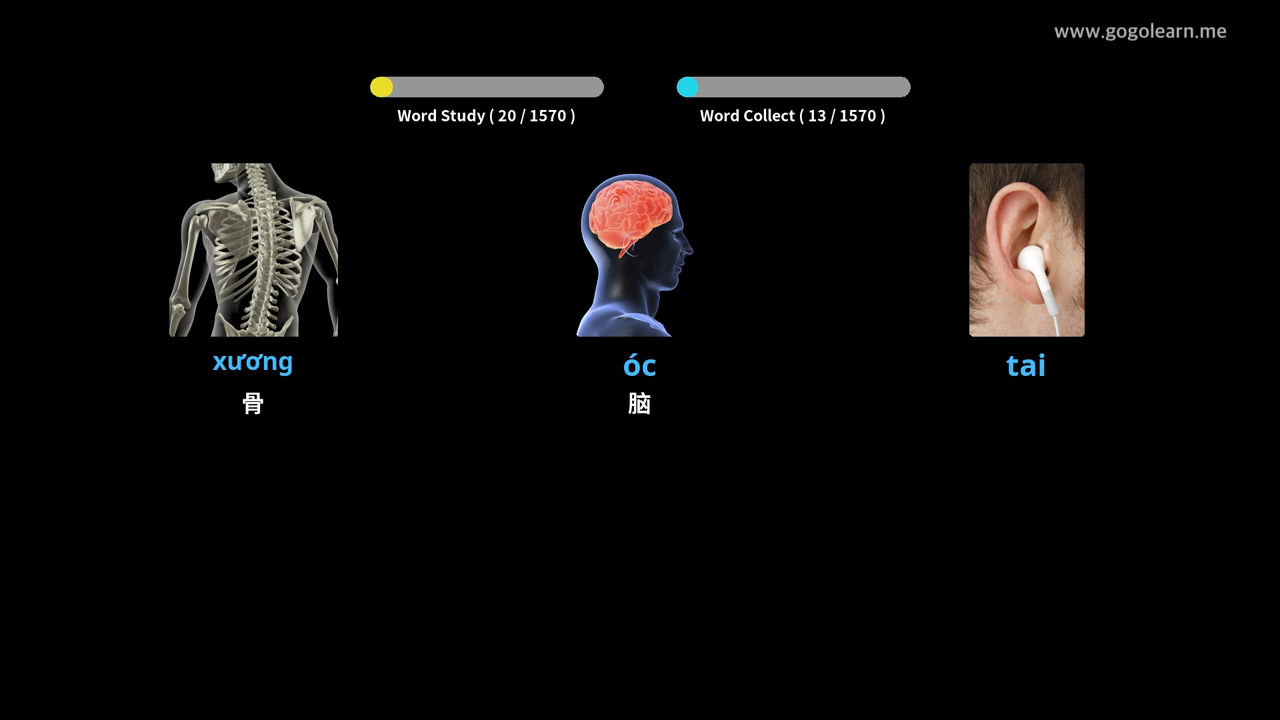 www.gogolearn.me
Word Study ( 20 / 1570 )
Word Collect ( 13 / 1570 )
xương
óc
tai
骨
脑